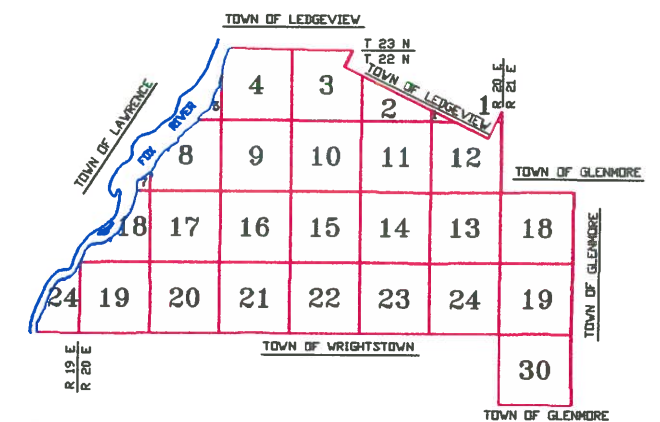 TOWN OF LEDGEVIEW
T 23 N
T 22 N
TOWN OF LEDGEVIEW
R 20 E
R 21 E
TOWN OF LAWRENCE
FOX RIVER
4 3 2 1 1
5
8 9 10 11 12
7
TOWN OF GLENMORE
18 17 16 15 14 13 18
TOWN OF GLENMORE
24 19 20 21 22 23 24 19
R 19 E
R 20 E
TOWN OF WRIGHTSTOWN
30
TOWN OF GLENMORE